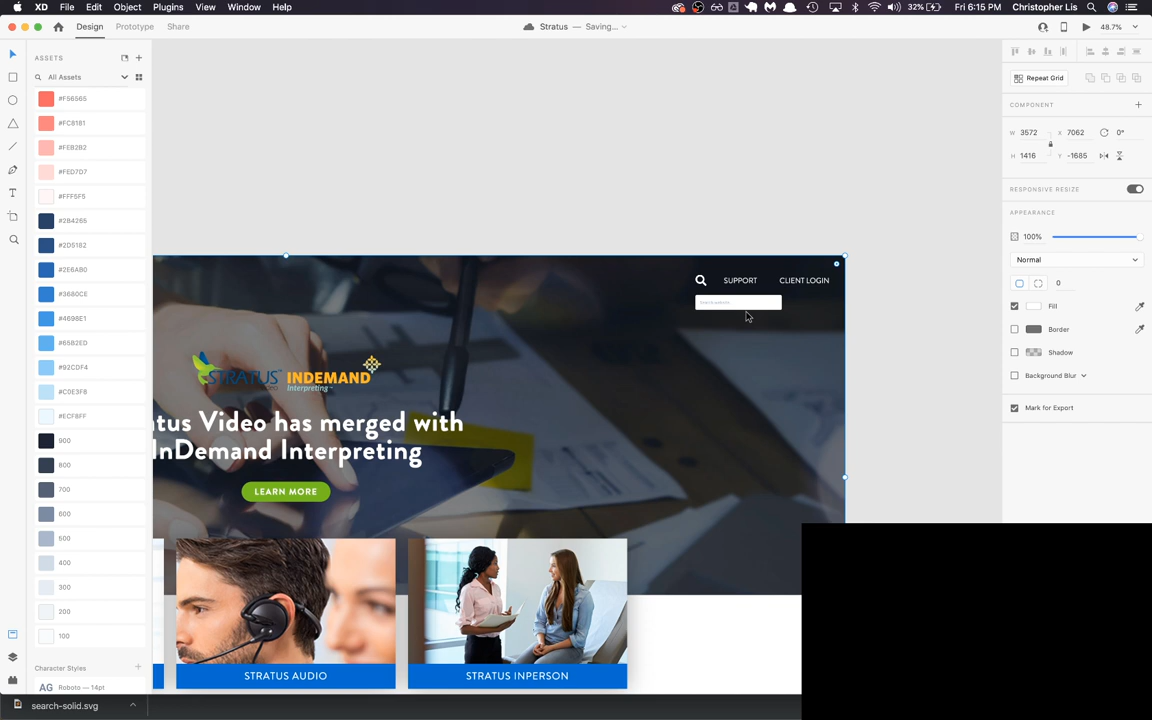 XD File Edit Object Plugins View Window Help
32% Fri 6:15 PM Christopher Lis
Design Prototype Share
Stratus — Saving...
48.7%
ASSETS
All Assets
#F56565
#FC8181
#FEB2B2
#FED7D7
#FFF5F5
#2B4265
#2D5182
#2E6AB0
#3680CE
#4696E1
#65B2ED
#92CDF4
#C0E3F8
#ECF8FF
900
800
700
600
500
400
300
200
100
Character Styles
AG Roboto — 14pt
SUPPORT CLIENT LOGIN
STRATUS INDEMAND
Interpreting
tus Video has merged with
InDemand Interpreting
LEARN MORE
STRATUS AUDIO
STRATUS INPERSON
Repeat Grid
COMPONENT
W 3572 X 7062 0°
H 1416 Y -1685
RESPONSIVE RESIZE
APPEARANCE
100%
Normal
0
Fill
Border
Shadow
Background Blur
Mark for Export
search-solid.svg